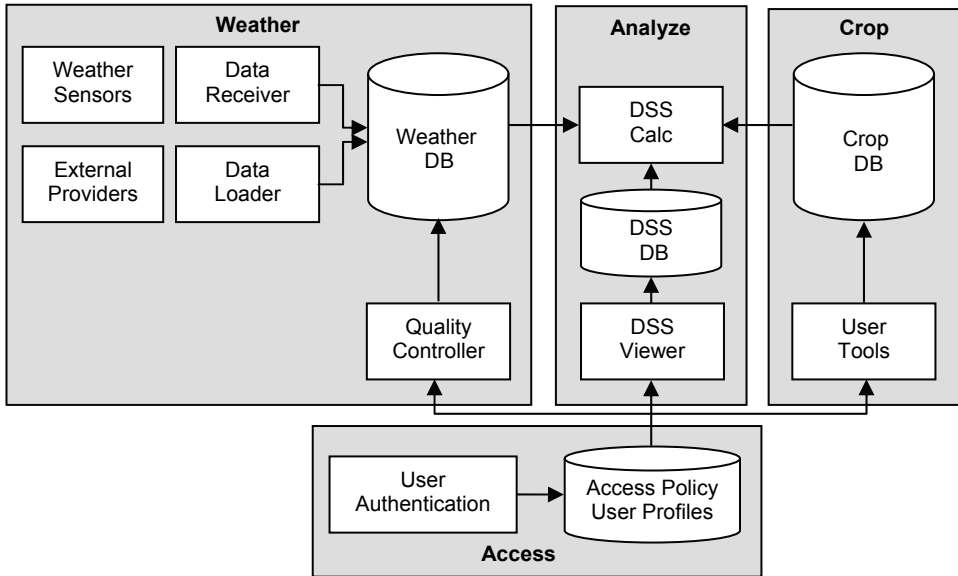 Weather
Weather
Sensors
Data
Receiver
External
Providers
Data
Loader
Weather
DB
Quality
Controller
Analyze
DSS
Calc
DSS
DB
DSS
Viewer
Crop
Crop
DB
User
Tools
User
Authentication
Access Policy
User Profiles
Access